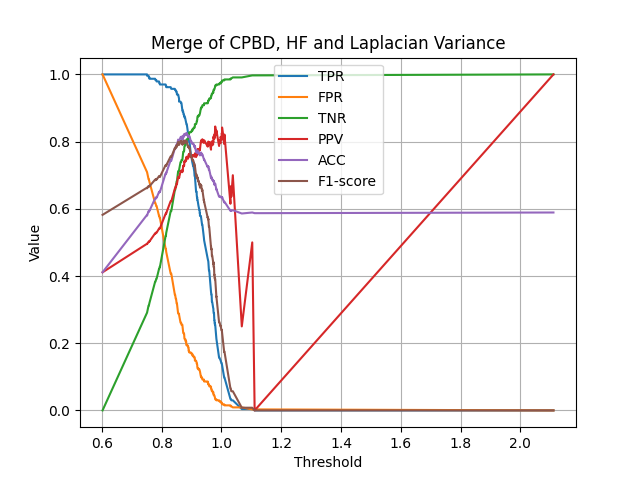 Merge of CPBD, HF and Laplacian Variance
TPR
FPR
TNR
PPV
ACC
F1-score
Value
1.0
0.8
0.6
0.4
0.2
0.0
0.6 0.8 1.0 1.2 1.4 1.6 1.8 2.0
Threshold